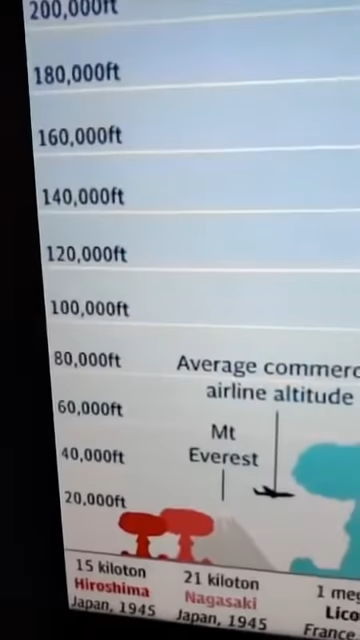 200,000ft
180,000ft
160,000ft
140,000ft
120,000ft
100,000ft
80,000ft
Average commerc
airline altitude
60,000ft
Mt
Everest
40,000ft
20,000ft
15 kiloton
Hiroshima
Japan, 1945
21 kiloton
Nagasaki
Japan, 1945
1 meg
Lico
France